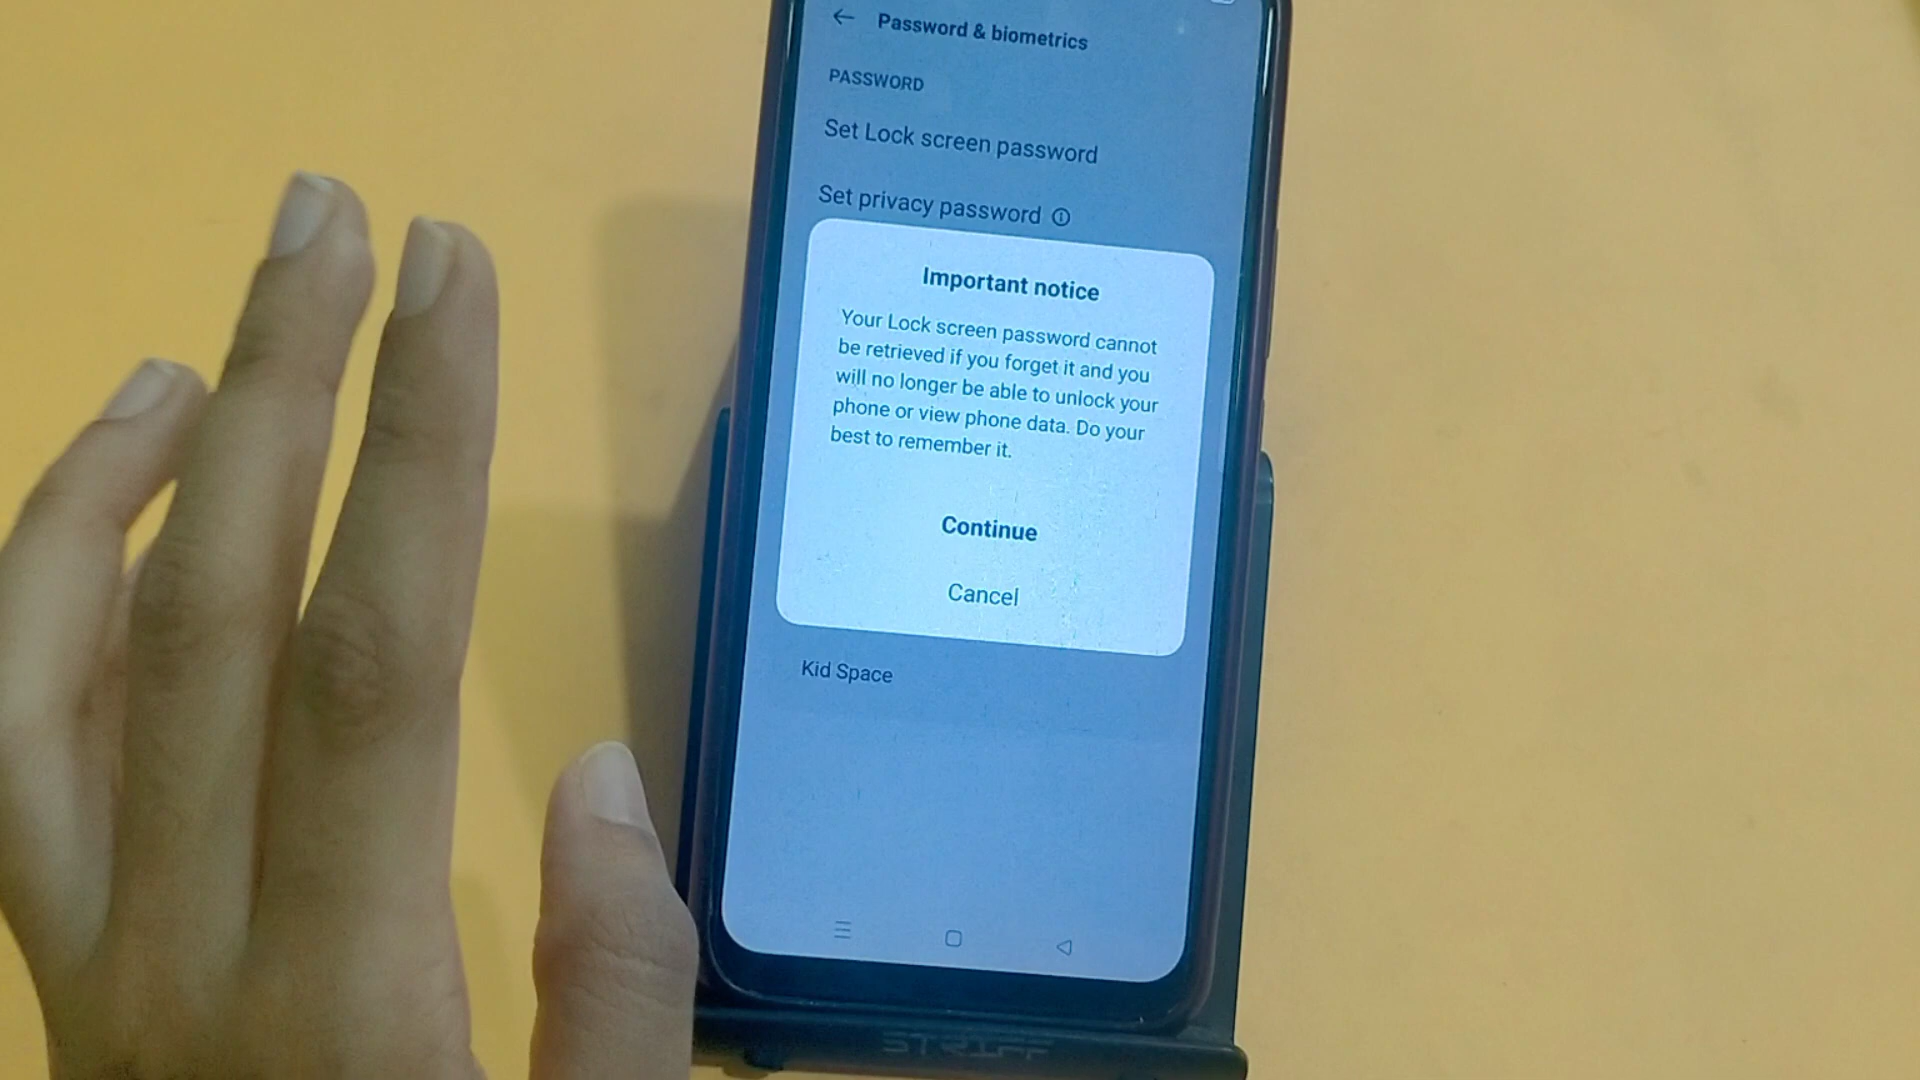 Password & biometrics
PASSWORD
Set Lock screen password
Set privacy password
Important notice
Your Lock screen password cannot
be retrieved if you forget it and you
will no longer be able to unlock your
phone or view phone data. Do your
best to remember it.
Continue
Cancel
Kid Space
STRIFF